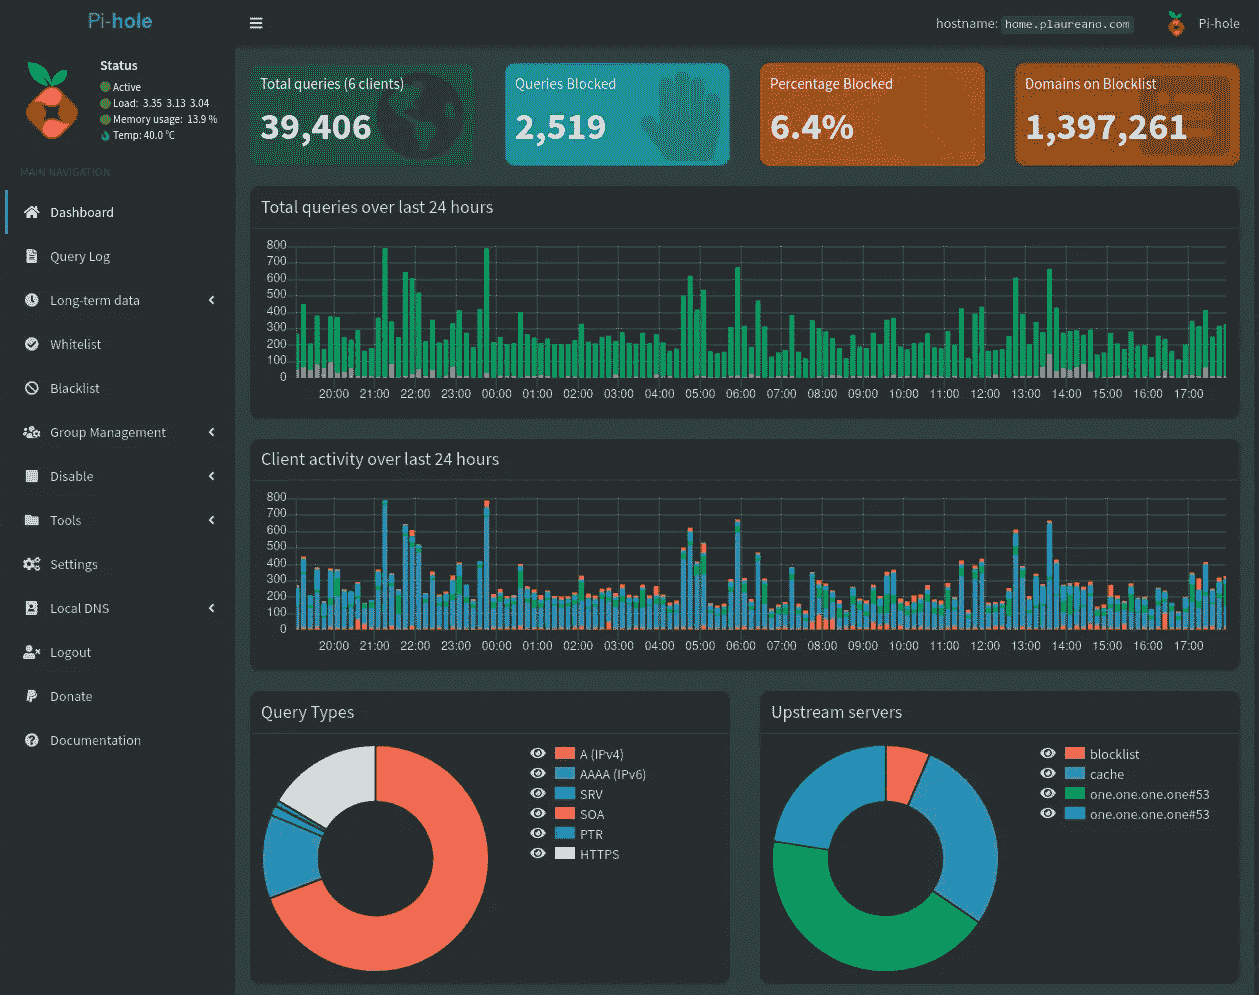 Pi-hole
hostname: home.plaureano.com
Pi-hole
Status
Active
Load: 3.35 3.13 3.04
Memory usage: 13.9 %
Temp: 40.0 °C
MAIN NAVIGATION
Dashboard
Query Log
Long-term data
Whitelist
Blacklist
Group Management
Disable
Tools
Settings
Local DNS
Logout
Donate
Documentation
Total queries (6 clients)
39,406
Queries Blocked
2,519
Percentage Blocked
6.4%
Domains on Blocklist
1,397,261
Total queries over last 24 hours
800
700
600
500
400
300
200
100
0
20:00 21:00 22:00 23:00 00:00 01:00 02:00 03:00 04:00 05:00 06:00 07:00 08:00 09:00 10:00 11:00 12:00 13:00 14:00 15:00 16:00 17:00
Client activity over last 24 hours
800
700
600
500
400
300
200
100
0
20:00 21:00 22:00 23:00 00:00 01:00 02:00 03:00 04:00 05:00 06:00 07:00 08:00 09:00 10:00 11:00 12:00 13:00 14:00 15:00 16:00 17:00
Query Types
A (IPv4)
AAAA (IPv6)
SRV
SOA
PTR
HTTPS
Upstream servers
blocklist
cache
one.one.one.one#53
one.one.one.one#53